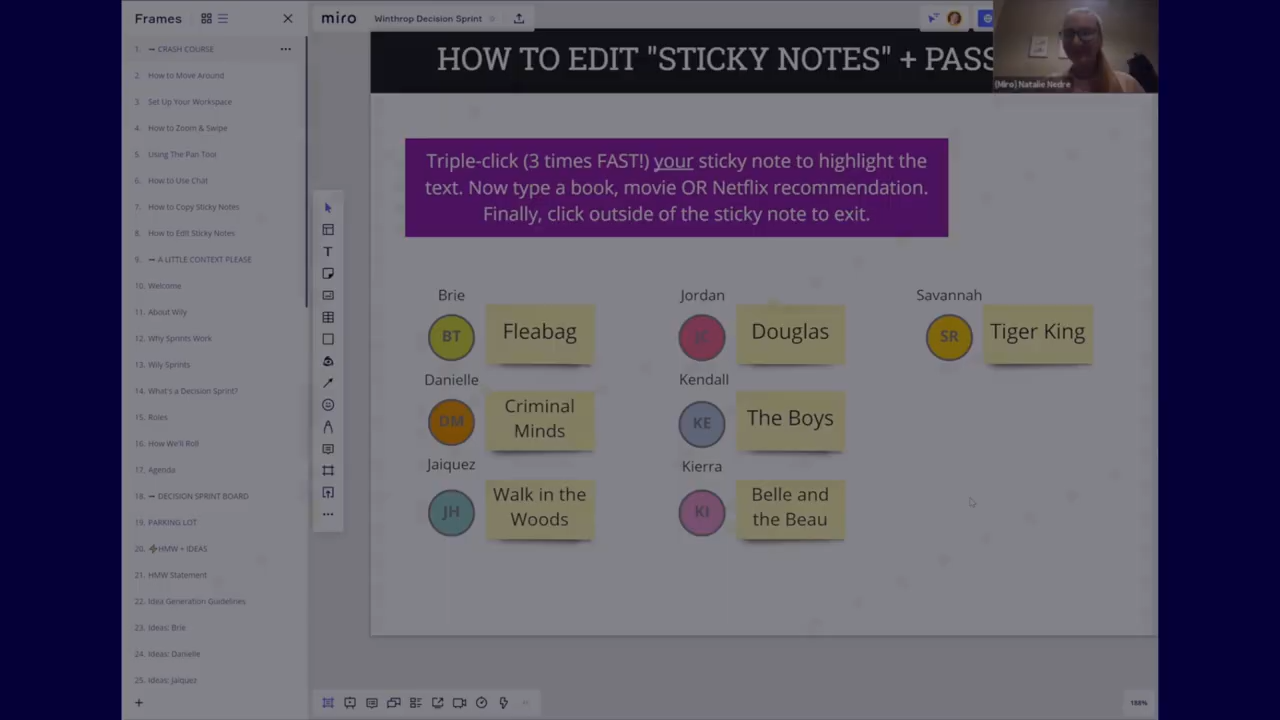 Frames
miro
Winthrop Decision Sprint
1. — CRASH COURSE
2. How to Move Around
3. Set Up Your Workspace
4. How to Zoom & Swipe
5. Using The Pan Tool
6. How to Use Chat
7. How to Copy Sticky Notes
8. How to Edit Sticky Notes
9. — A LITTLE CONTEXT PLEASE
10. Welcome
11. About Wily
12. Why Sprints Work
13. Wily Sprints
14. What's a Decision Sprint?
15. Roles
16. How We'll Roll
17. Agenda
18. — DECISION SPRINT BOARD
19. PARKING LOT
20. HMW + IDEAS
21. HMW Statement
22. Idea Generation Guidelines
23. Ideas: Brie
24. Ideas: Danielle
25. Ideas: Jaiquez
HOW TO EDIT "STICKY NOTES" + PASS
(Miro) Natalie Nedre
Triple-click (3 times FAST!) your sticky note to highlight the
text. Now type a book, movie OR Netflix recommendation.
Finally, click outside of the sticky note to exit.
Brie
BT
Fleabag
Danielle
DM
Criminal
Minds
Jaiquez
JH
Walk in the
Woods
Jordan
Douglas
Kendall
KE
The Boys
Kierra
KI
Belle and
the Beau
Savannah
SR
Tiger King
188%